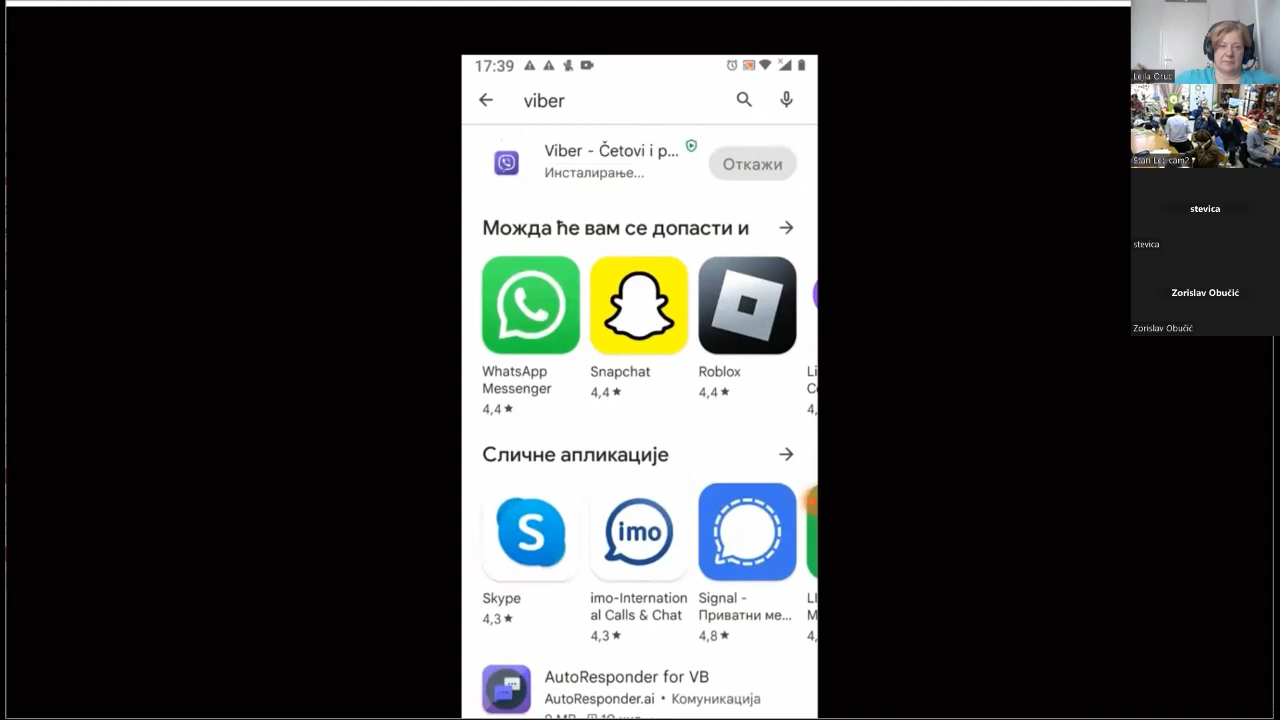 17:39
viber
Viber - Četovi i p...
Инсталирање...
Откажи
Можда ће вам се допасти и
WhatsApp
Messenger
4,4★
Snapchat
4,4★
Roblox
4,4★
Сличне апликације
S
Skype
4,3★
imo
imo-Internation
al Calls & Chat
4,3★
Signal -
Приватни ме...
4,8★
AutoResponder for VB
AutoResponder.ai • Комуникација
stevica
stevica
Zorislav Obučić
Zorislav Obučić